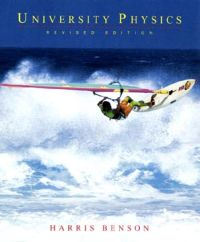 UNIVERSITY PHYSICS
REVISED EDITION
HARRIS BENSON